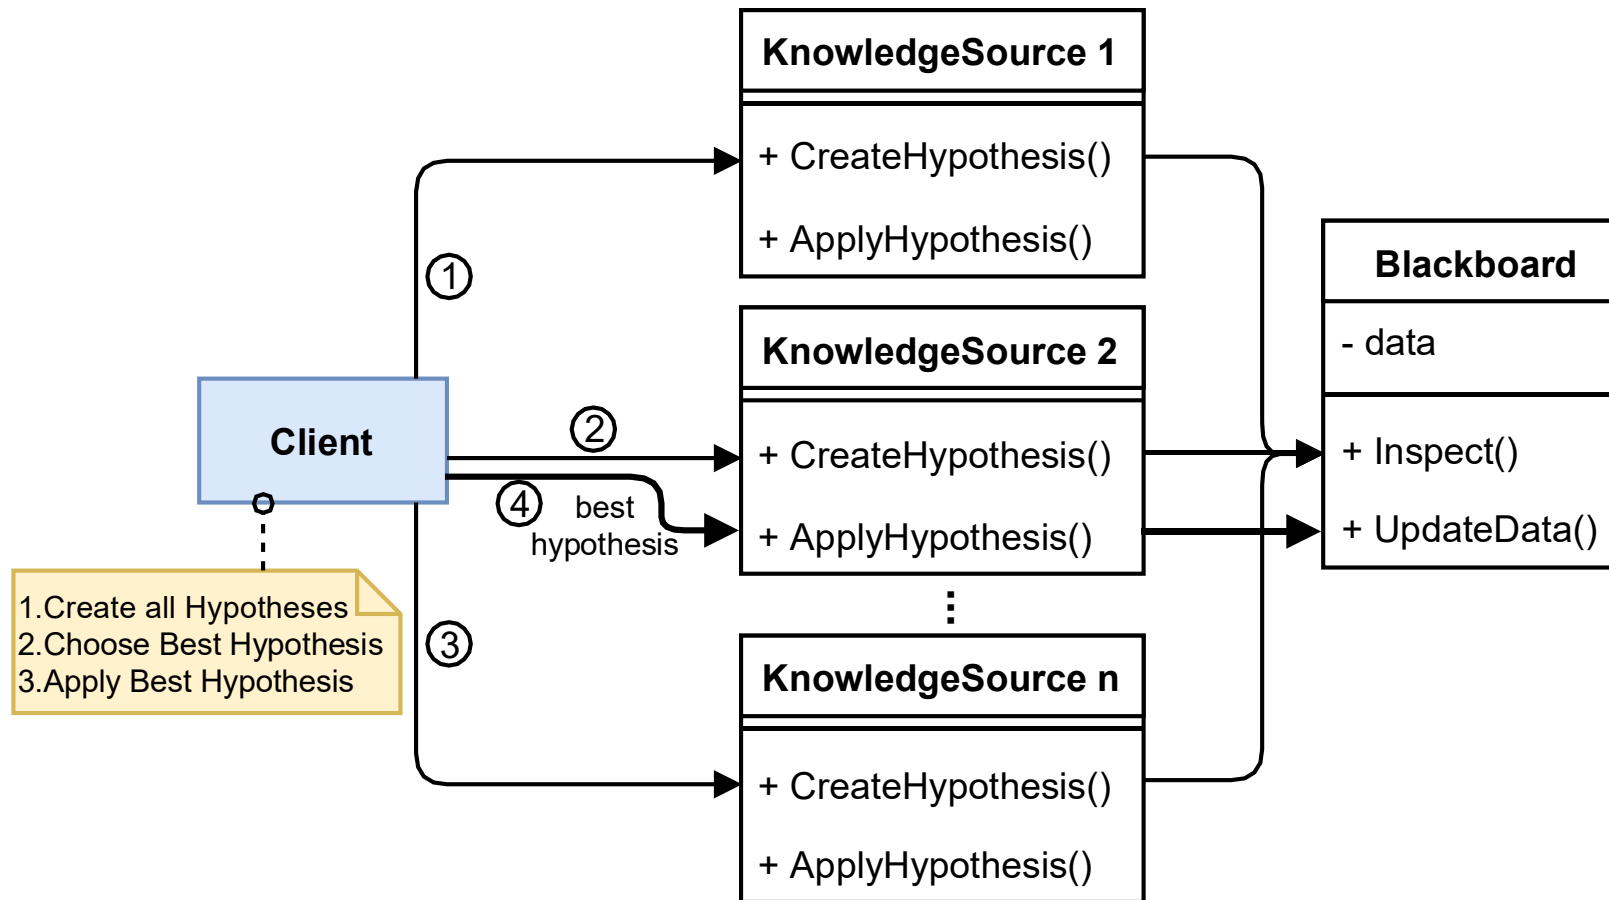 KnowledgeSource 1
+ CreateHypothesis()
+ ApplyHypothesis()
1
Blackboard
- data
+ Inspect()
+ UpdateData()
KnowledgeSource 2
+ CreateHypothesis()
+ ApplyHypothesis()
Client
2
4
best
hypothesis
1.Create all Hypotheses
2.Choose Best Hypothesis
3.Apply Best Hypothesis
3
KnowledgeSource n
+ CreateHypothesis()
+ ApplyHypothesis()